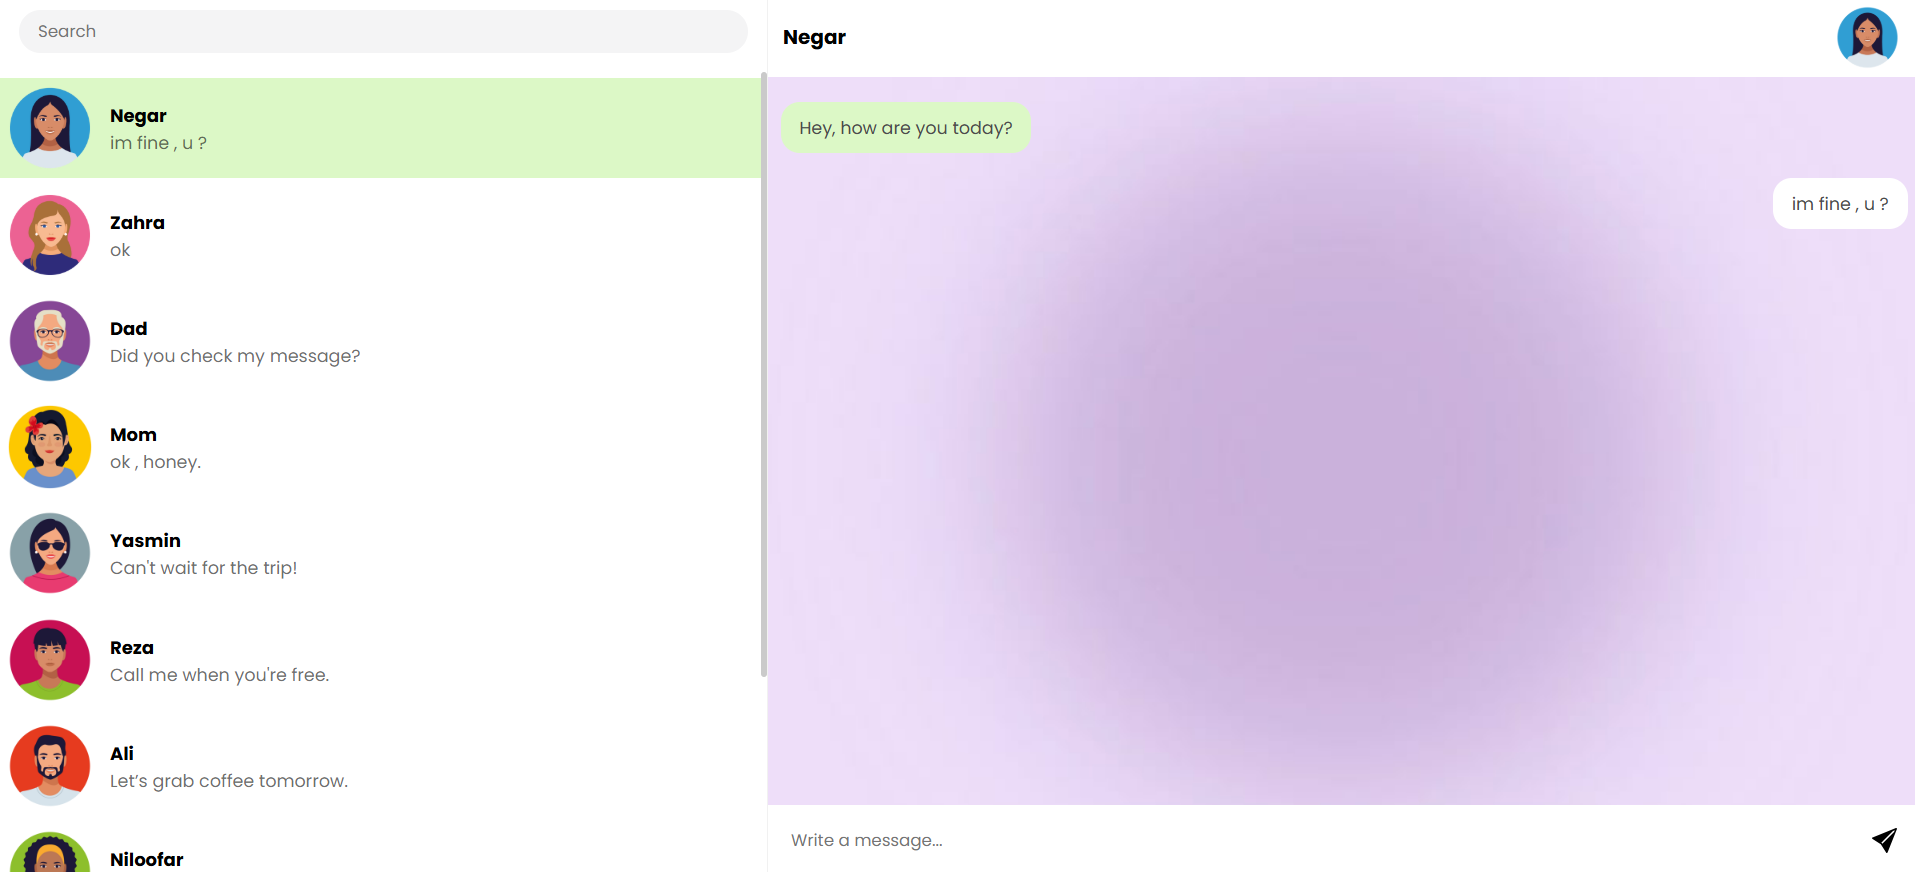 Search
Negar
im fine , u ?
Zahra
ok
Dad
Did you check my message?
Mom
ok , honey.
Yasmin
Can't wait for the trip!
Reza
Call me when you're free.
Ali
Let’s grab coffee tomorrow.
Niloofar
Negar
Hey, how are you today?
im fine , u ?
Write a message...